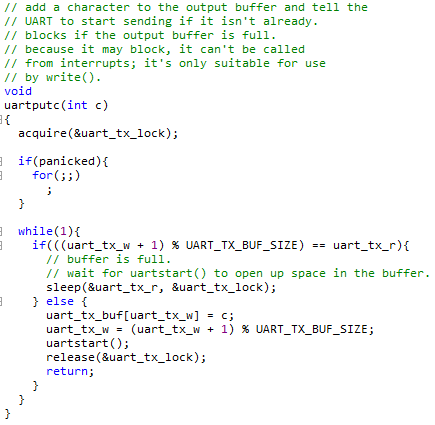 // add a character to the output buffer and tell the
// UART to start sending if it isn't already.
// blocks if the output buffer is full.
// because it may block, it can't be called
// from interrupts; it's only suitable for use
// by write().
void
uartputc(int c)
{
  acquire(&uart_tx_lock);

  if(panicked){
    for(;;)
      ;
  }

  while(1){
    if(((uart_tx_w + 1) % UART_TX_BUF_SIZE) == uart_tx_r){
      // buffer is full.
      // wait for uartstart() to open up space in the buffer.
      sleep(&uart_tx_r, &uart_tx_lock);
    } else {
      uart_tx_buf[uart_tx_w] = c;
      uart_tx_w = (uart_tx_w + 1) % UART_TX_BUF_SIZE;
      uartstart();
      release(&uart_tx_lock);
      return;
    }
  }
}